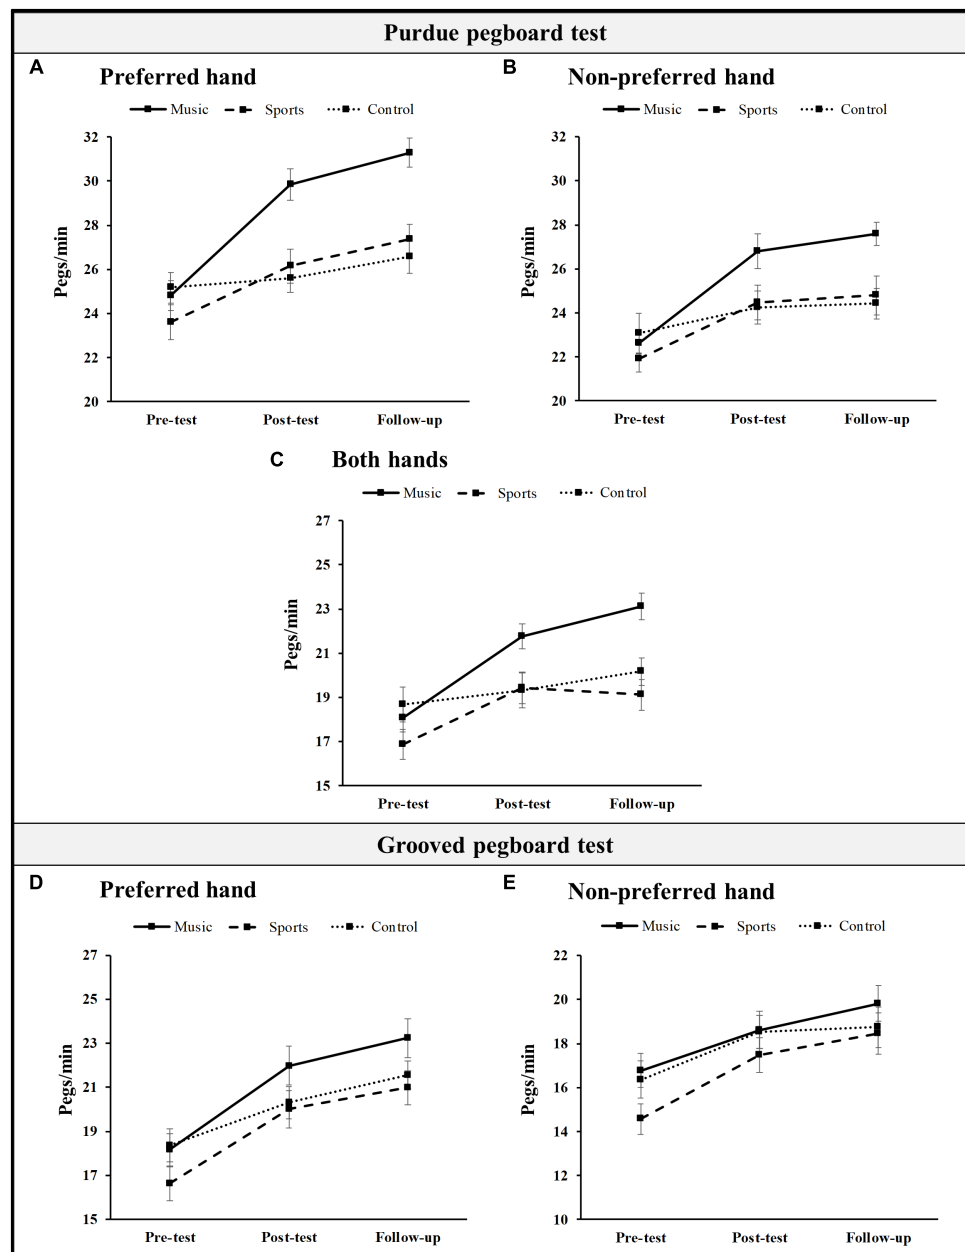 Purdue pegboard test
A Preferred hand
Music Sports Control
32
30
28
26
24
22
20
Pegs/min
Pre-test Post-test Follow-up
B Non-preferred hand
Music Sports Control
32
30
28
26
24
22
20
Pegs/min
Pre-test Post-test Follow-up
C Both hands
Music Sports Control
27
25
23
21
19
17
15
Pegs/min
Pre-test Post-test Follow-up
Grooved pegboard test
D Preferred hand
Music Sports Control
27
25
23
21
19
17
15
Pegs/min
Pre-test Post-test Follow-up
E Non-preferred hand
Music Sports Control
22
20
18
16
14
12
10
Pegs/min
Pre-test Post-test Follow-up